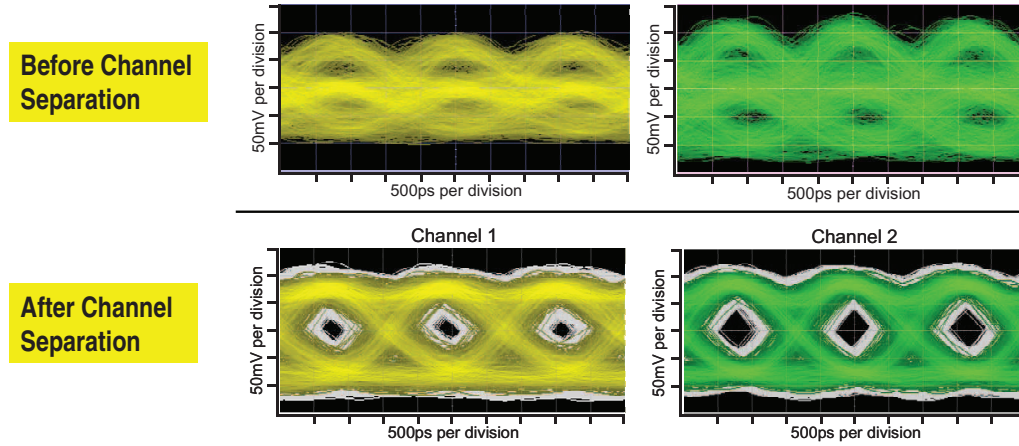 Before Channel
Separation
50mV per division
500ps per division
50mV per division
500ps per division
After Channel
Separation
Channel 1
50mV per division
500ps per division
Channel 2
50mV per division
500ps per division